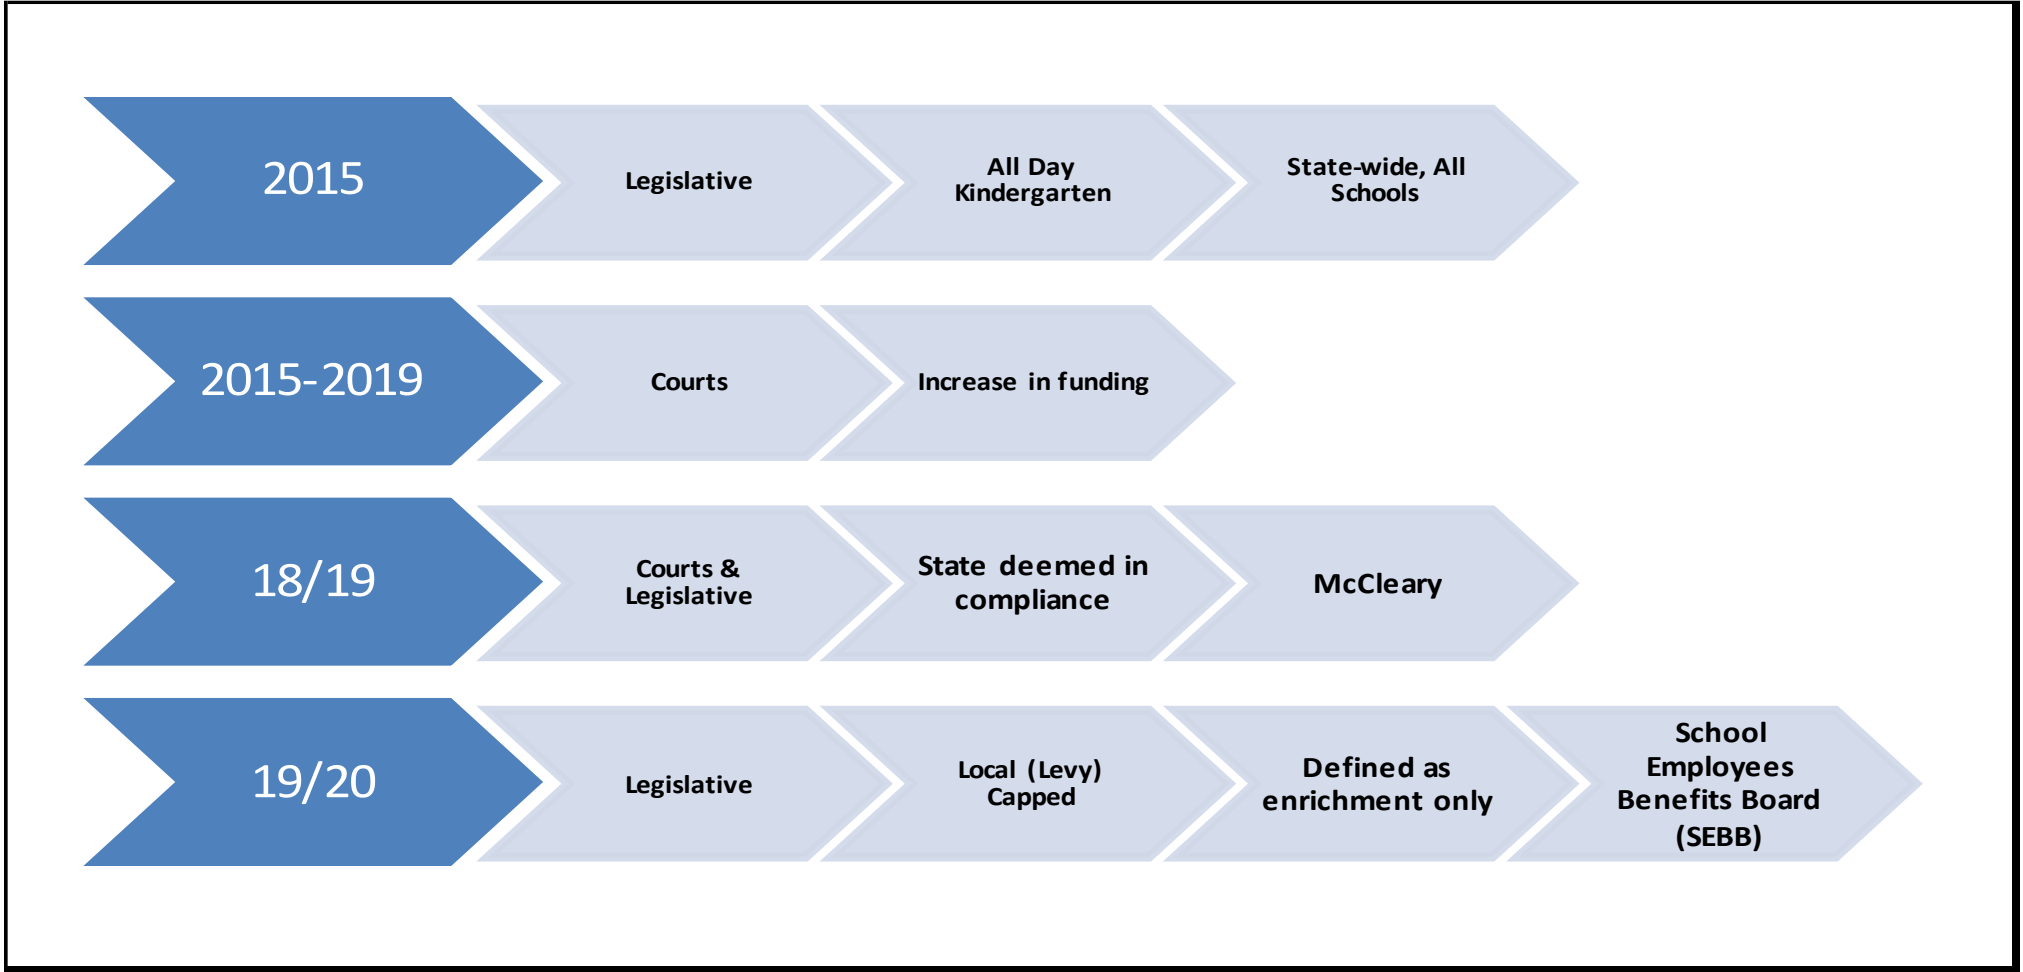 2015
Legislative
All Day
Kindergarten
State-wide, All
Schools
2015-2019
Courts
Increase in funding
18/19
Courts &
Legislative
State deemed in
compliance
McCleary
19/20
Legislative
Local (Levy)
Capped
Defined as
enrichment only
School
Employees
Benefits Board
(SEBB)